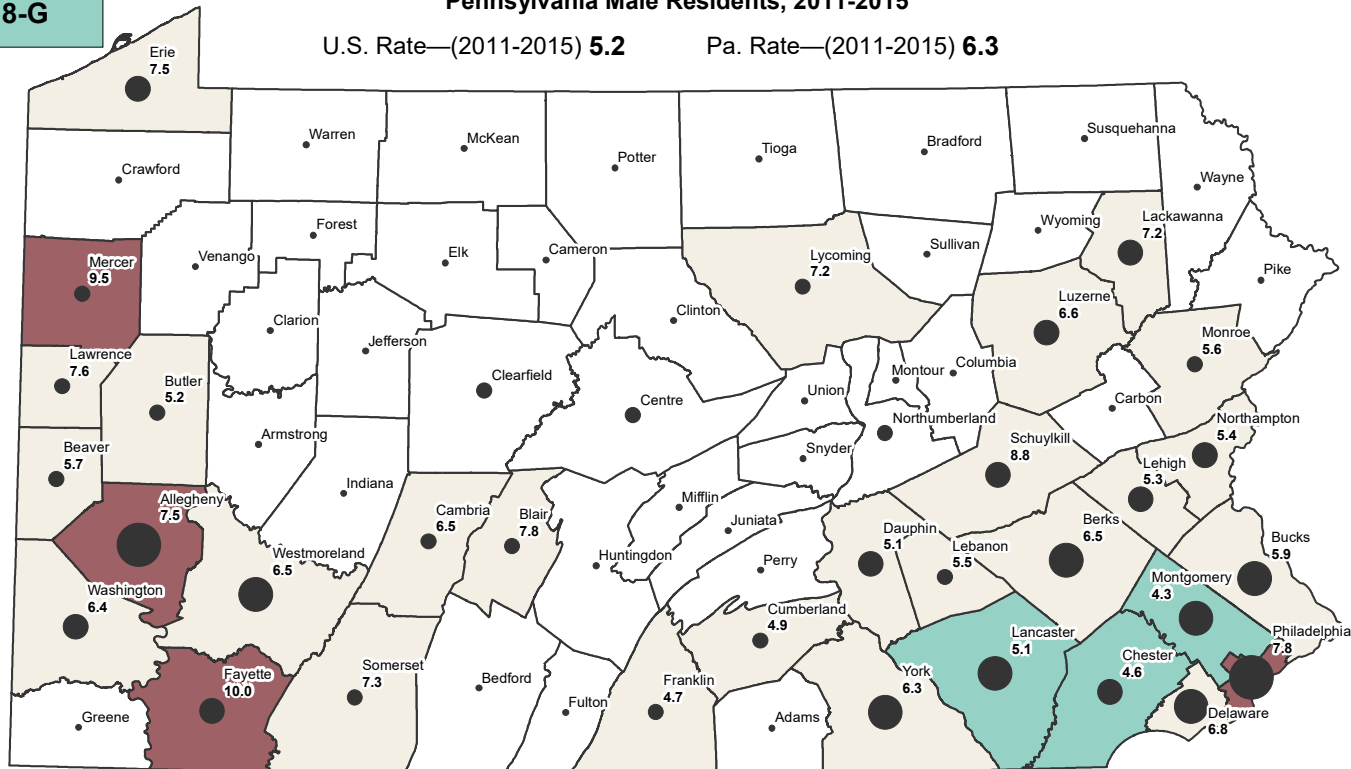 8-G
Pennsylvania Male Residents, 2011-2015
U.S. Rate—(2011-2015) 5.2
Pa. Rate—(2011-2015) 6.3
Erie
7.5
Warren
McKean
Potter
Tioga
Bradford
Susquehanna
Wayne
Crawford
Forest
Venango
Elk
Cameron
Lycoming
7.2
Sullivan
Wyoming
Lackawanna
7.2
Pike
Mercer
9.5
Clarion
Jefferson
Clinton
Luzerne
6.6
Monroe
5.6
Lawrence
7.6
Butler
5.2
Clearfield
Centre
Union
Montour
Columbia
Carbon
Northampton
5.4
Beaver
5.7
Armstrong
Indiana
Snyder
Northumberland
Schuylkill
8.8
Lehigh
5.3
Allegheny
7.5
Cambria
6.5
Blair
7.8
Mifflin
Juniata
Dauphin
5.1
Lebanon
5.5
Berks
6.5
Bucks
5.9
Westmoreland
6.5
Huntingdon
Perry
Washington
6.4
Cumberland
4.9
Montgomery
4.3
Philadelphia
7.8
Lancaster
5.1
Chester
4.6
Greene
Fayette
10.0
Somerset
7.3
Bedford
Fulton
Franklin
4.7
Adams
York
6.3
Delaware
6.8